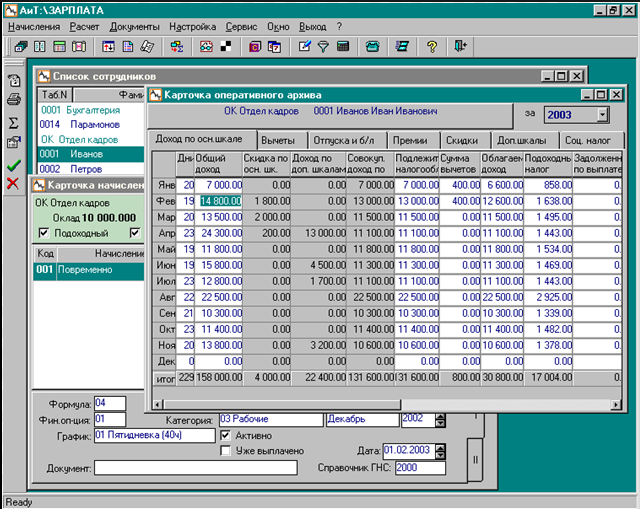 АиТ:\ЗАРПЛАТА
Начисления Расчет Документы Настройка Сервис Окно Выход ?
Список сотрудников
Таб.N Фами
0001 Бухгалтерия
0014 Парамонов
ОК Отдел кадров
0001 Иванов
0002 Петров
Карточка начислен
ОК Отдел кадров
Оклад 10 000.000
Подоходный
Код Начисление
001 Повременно
Карточка оперативного архива
ОК Отдел кадров 0001 Иванов Иван Иванович
за 2003
Доход по осн.шкале Вычеты Отпуска и б/л Премии Скидки Доп.шкалы Соц. налог
Дни Общий доход Скидка по осн. шк. Доход по доп. шкалам Совокуп. доход по Подлежит налогообл Сумма вычетов Облагаем доход Подоходнь налог Задолженн по выплате
Янв 20 7 000.00 0.00 0.00 7 000.00 7 000.00 400.00 6 600.00 858.00 0.
Фев 19 14 800.00 1 800.00 0.00 13 000.00 13 000.00 400.00 12 600.00 1 638.00 0.
Мар 20 13 500.00 2 000.00 0.00 11 500.00 11 500.00 0.00 11 500.00 1 495.00 0.
Апр 23 24 300.00 200.00 13 000.00 11 100.00 11 100.00 0.00 11 100.00 1 443.00 0.
Май 19 11 800.00 0.00 0.00 11 800.00 11 800.00 0.00 11 800.00 1 534.00 0.
Июн 19 15 800.00 0.00 4 500.00 11 300.00 11 300.00 0.00 11 300.00 1 469.00 0.
Июл 23 12 800.00 0.00 1 700.00 11 100.00 11 100.00 0.00 11 100.00 1 443.00 0.
Авг 22 22 500.00 0.00 0.00 22 500.00 22 500.00 0.00 22 500.00 2 925.00 0.
Сен 21 10 300.00 0.00 0.00 10 300.00 10 300.00 0.00 10 300.00 1 339.00 0.
Окт 23 11 400.00 0.00 0.00 11 400.00 11 400.00 0.00 11 400.00 1 482.00 0.
Ноя 20 13 800.00 0.00 3 200.00 10 600.00 10 600.00 0.00 10 600.00 1 378.00 0.
Дек 0 0.00 0.00 0.00 0.00 0.00 0.00 0.00 0.00 0.
итог 229 158 000.00 4 000.00 22 400.00 131 600.00 31 600.00 800.00 30 800.00 17 004.00 0.
Формула: 04
Фин.опция: 01 Категория: 03 Рабочие Декабрь 2002
График: 01 Пятидневка (40ч) Активно
Уже выплачено Дата: 01.02.2003
Документ: Справочник ГНС: 2000
Ready